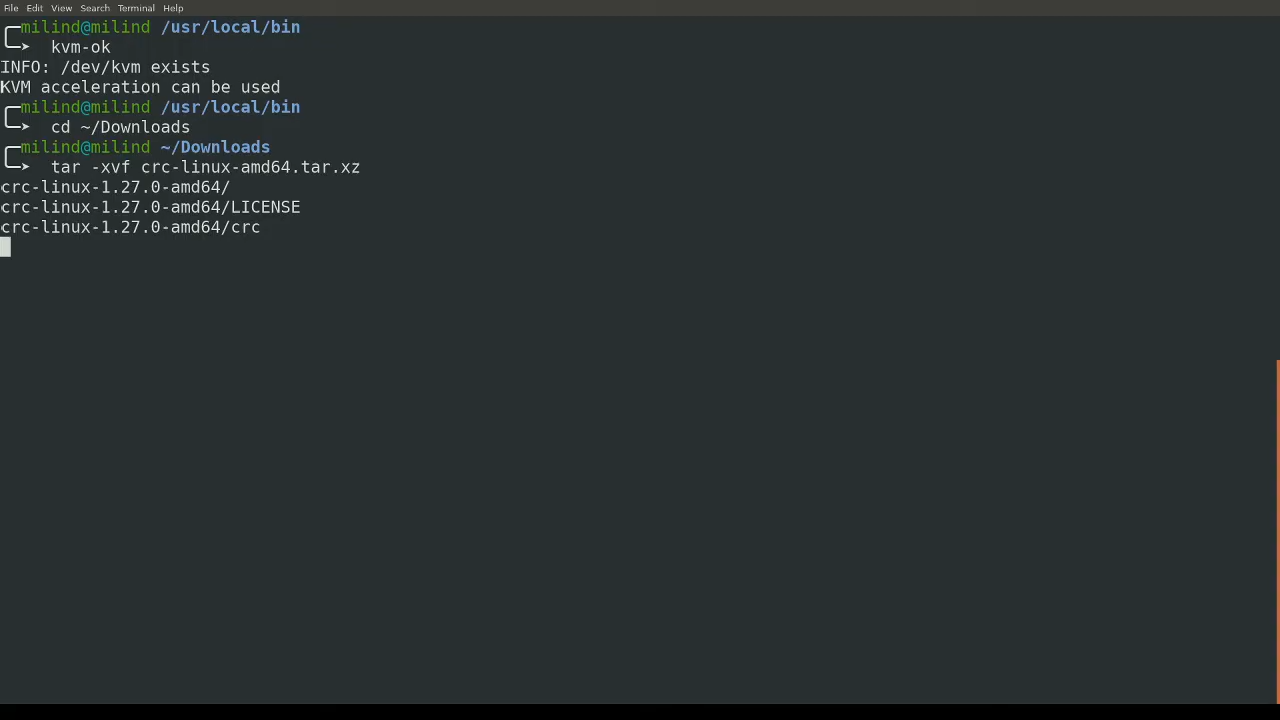 File Edit View Search Terminal Help
milind@milind /usr/local/bin
kvm-ok
INFO: /dev/kvm exists
KVM acceleration can be used
milind@milind /usr/local/bin
cd ~/Downloads
milind@milind ~/Downloads
tar -xvf crc-linux-amd64.tar.xz
crc-linux-1.27.0-amd64/
crc-linux-1.27.0-amd64/LICENSE
crc-linux-1.27.0-amd64/crc